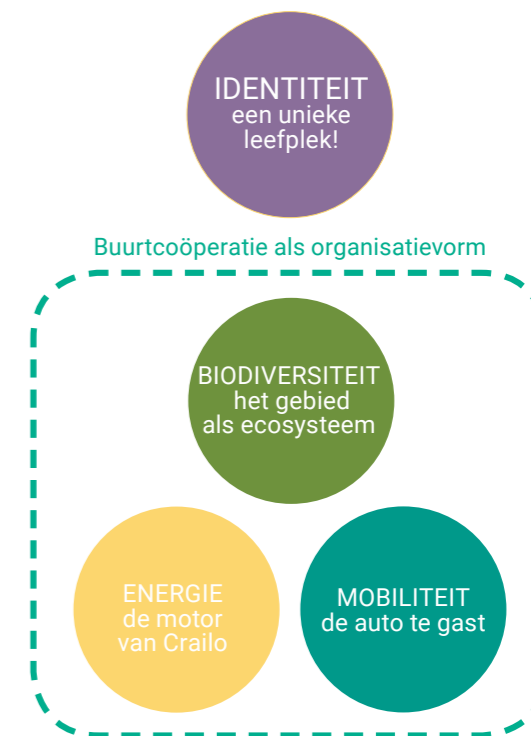 IDENTITEIT
een unieke
leefplek!
Buurtcoöperatie als organisatievorm
BIODIVERSITEIT
het gebied
als ecosysteem
ENERGIE
de motor
van Crailo
MOBILITEIT
de auto te gast